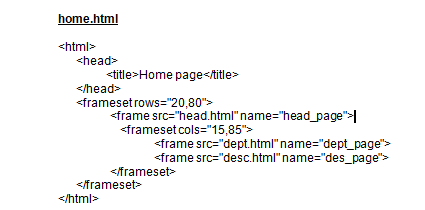 home.html
<html>
<head>
<title>Home page</title>
</head>
<frameset rows="20,80">
<frame src="head.html" name="head_page">
<frameset cols="15,85">
<frame src="dept.html" name="dept_page">
<frame src="desc.html" name="des_page">
</frameset>
</frameset>
</html>